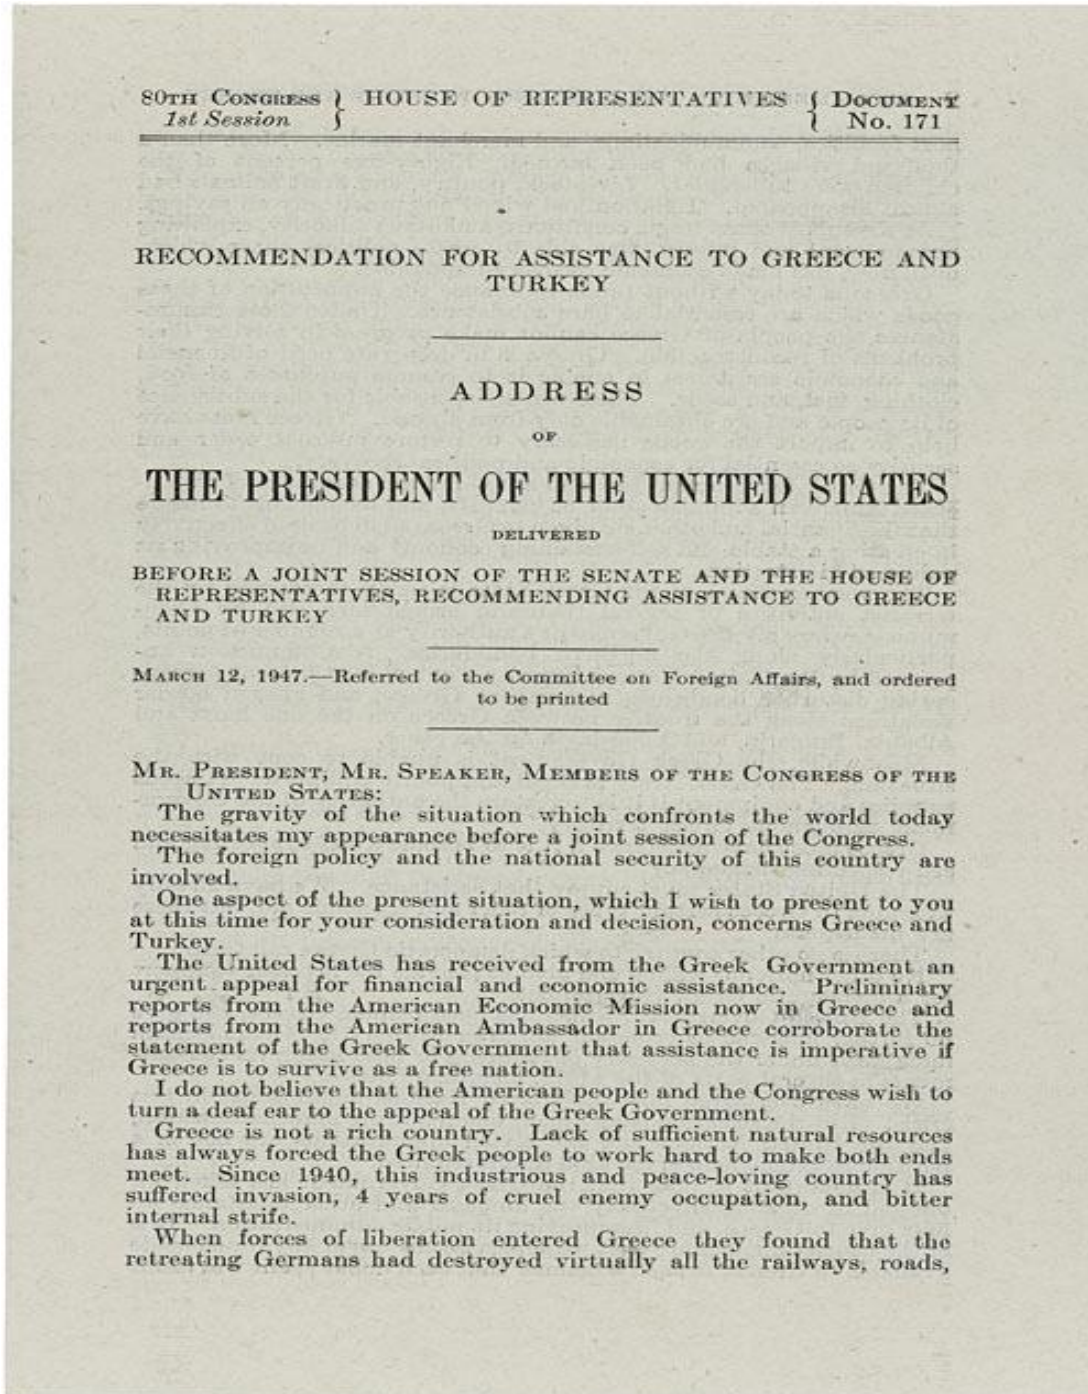 80TH CONGRESS } HOUSE OF REPRESENTATIVES { DOCUMENT
1st Session } { No. 171
RECOMMENDATION FOR ASSISTANCE TO GREECE AND
TURKEY
ADDRESS
OF
THE PRESIDENT OF THE UNITED STATES
DELIVERED
BEFORE A JOINT SESSION OF THE SENATE AND THE HOUSE OF
REPRESENTATIVES, RECOMMENDING ASSISTANCE TO GREECE
AND TURKEY
MARCH 12, 1947.—Referred to the Committee on Foreign Affairs, and ordered
to be printed
MR. PRESIDENT, MR. SPEAKER, MEMBERS OF THE CONGRESS OF THE
UNITED STATES:
The gravity of the situation which confronts the world today
necessitates my appearance before a joint session of the Congress.
The foreign policy and the national security of this country are
involved.
One aspect of the present situation, which I wish to present to you
at this time for your consideration and decision, concerns Greece and
Turkey.
The United States has received from the Greek Government an
urgent appeal for financial and economic assistance. Preliminary
reports from the American Economic Mission now in Greece and
reports from the American Ambassador in Greece corroborate the
statement of the Greek Government that assistance is imperative if
Greece is to survive as a free nation.
I do not believe that the American people and the Congress wish to
turn a deaf ear to the appeal of the Greek Government.
Greece is not a rich country. Lack of sufficient natural resources
has always forced the Greek people to work hard to make both ends
meet. Since 1940, this industrious and peace-loving country has
suffered invasion, 4 years of cruel enemy occupation, and bitter
internal strife.
When forces of liberation entered Greece they found that the
retreating Germans had destroyed virtually all the railways, roads,